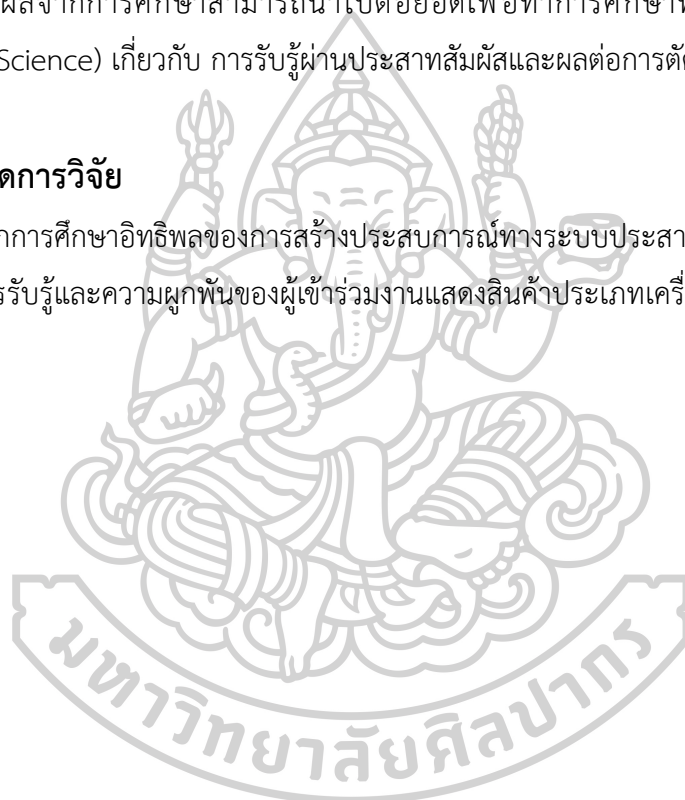 ผลจากการศึกษาสามารถนำไปต่อยอดเพื่อทำการศึกษา
Science) เกี่ยวกับ การรับรู้ผ่านประสาทสัมผัสและผลต่อการตั
ดการวิจัย
กการศึกษาอิทธิพลของการสร้างประสบการณ์ทางระบบประสา
รรับรู้และความผูกพันของผู้เข้าร่วมงานแสดงสินค้าประเภทเครื่
มหาวิทยาลัยศิลปากร